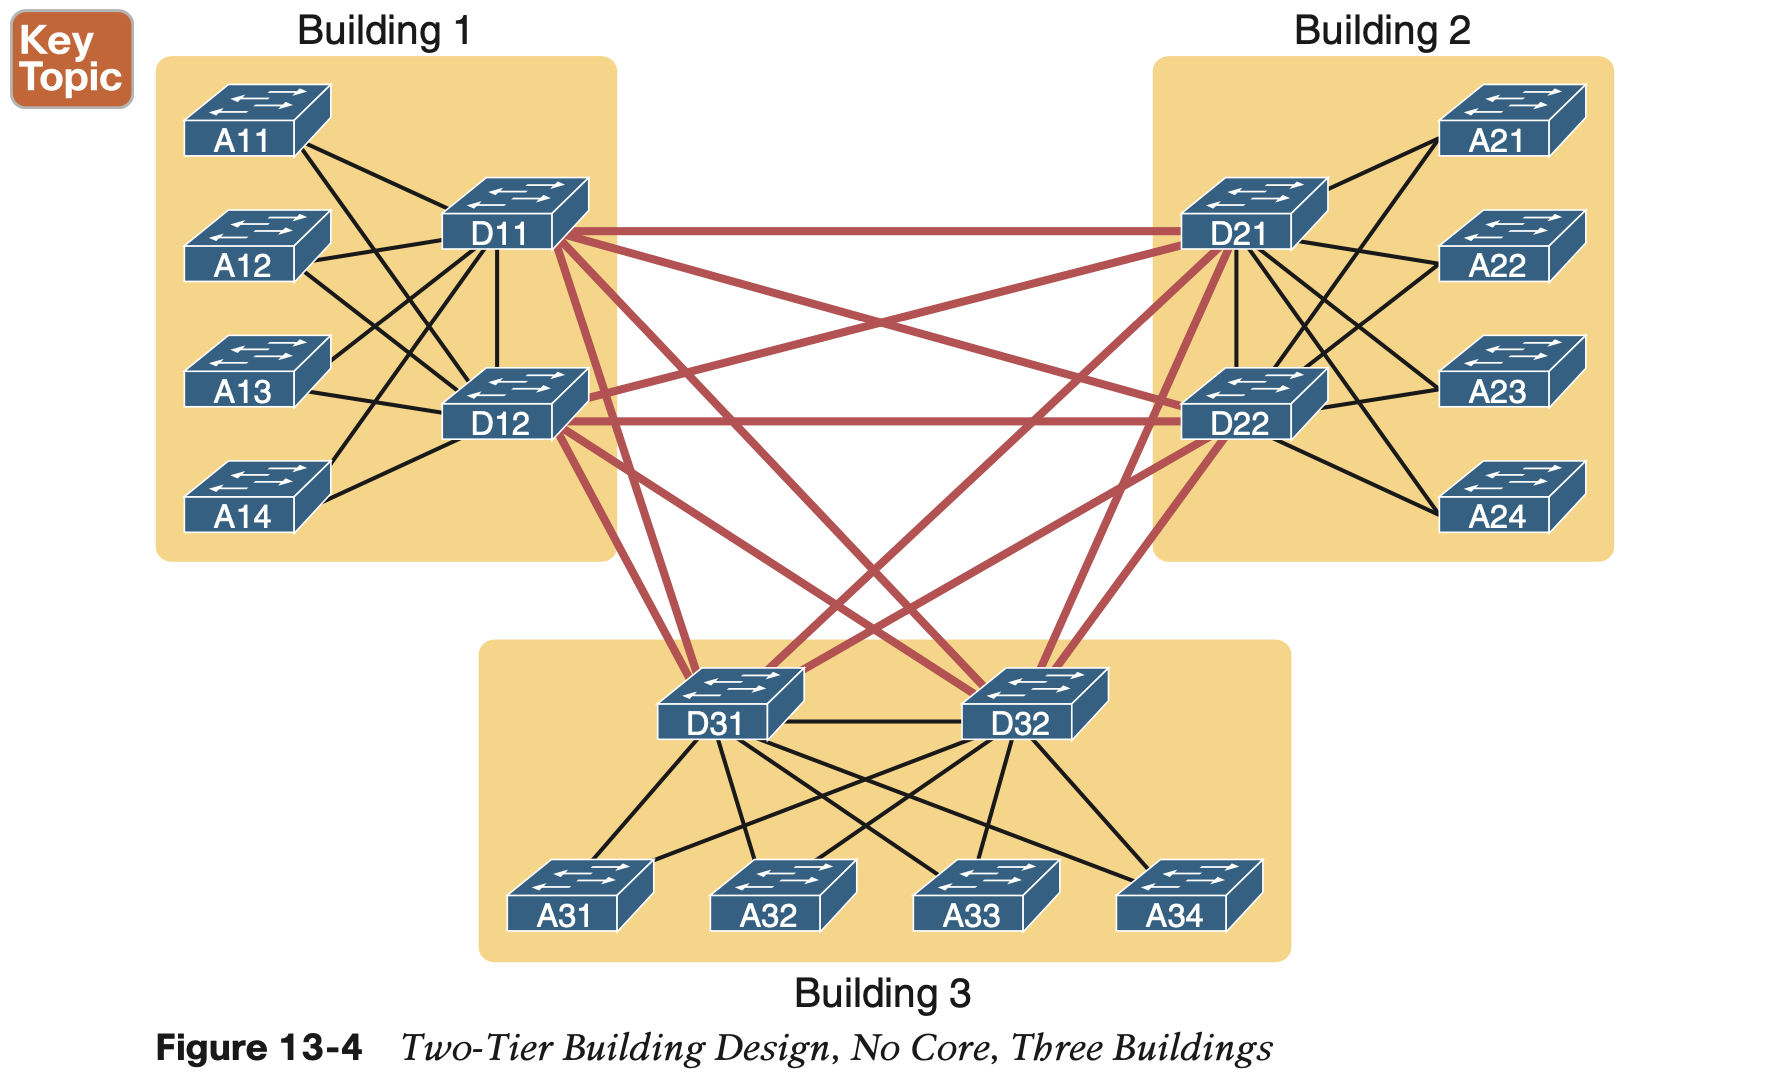 Key
Topic
Building 1
Building 2
A11
A21
D11
D21
A12
A22
A13
A23
D12
D22
A14
A24
D31
D32
A31
A32
A33
A34
Building 3
Figure 13-4 Two-Tier Building Design, No Core, Three Buildings